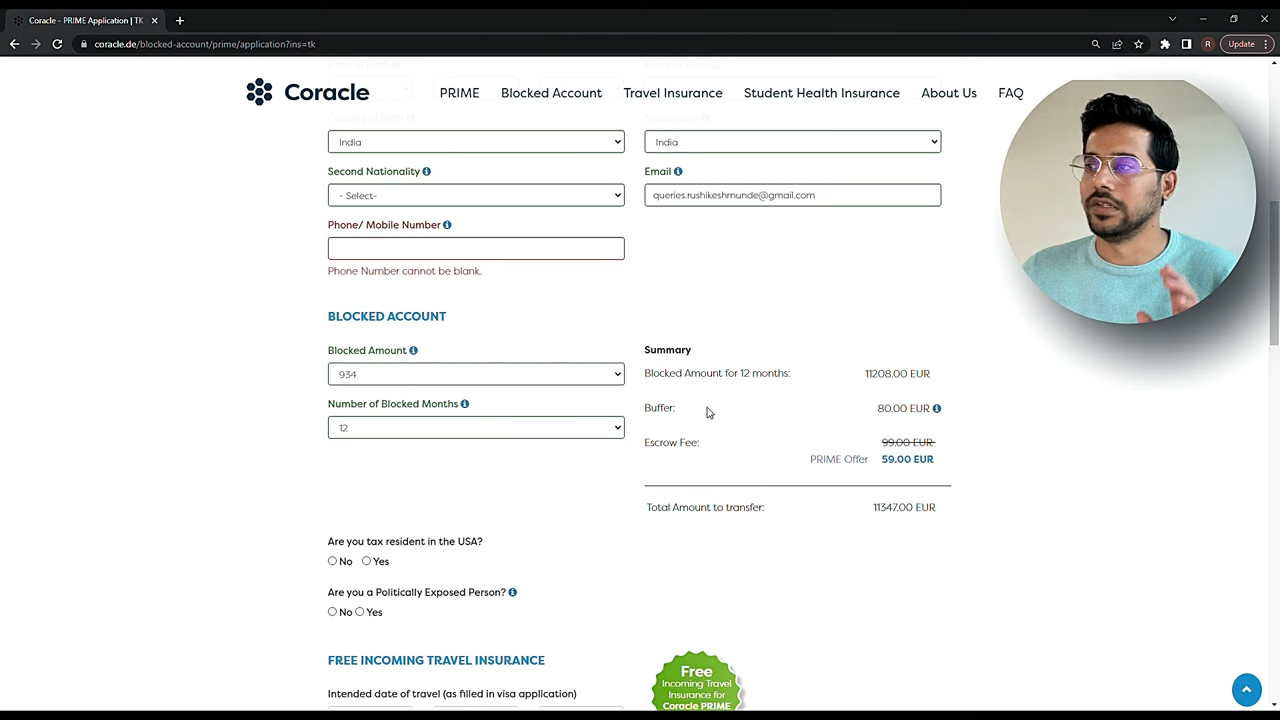 Coracle - PRIME Application | TK
coracle.de/blocked-account/prime/application?ins=tk
R
Update
Coracle
PRIME
Blocked Account
Travel Insurance
Student Health Insurance
About Us
FAQ
India
India
Second Nationality
Email
- Select-
queries.rushikeshmunde@gmail.com
Phone/ Mobile Number
Phone Number cannot be blank.
BLOCKED ACCOUNT
Blocked Amount
Summary
934
Blocked Amount for 12 months: 11208.00 EUR
Number of Blocked Months
Buffer: 80.00 EUR
12
Escrow Fee: 99.00 EUR
PRIME Offer 59.00 EUR
Total Amount to transfer: 11347.00 EUR
Are you tax resident in the USA?
No Yes
Are you a Politically Exposed Person?
No Yes
FREE INCOMING TRAVEL INSURANCE
Intended date of travel (as filled in visa application)
Free
Incoming Travel
Insurance for
Coracle PRIME